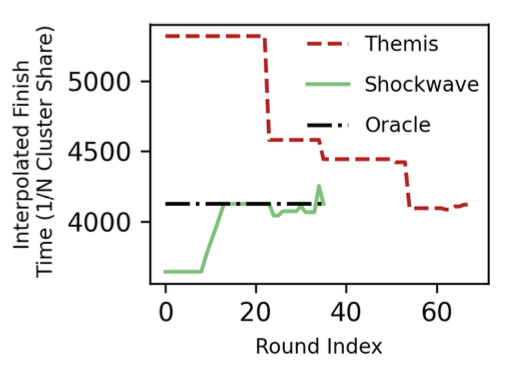 Interpolated Finish
Time (1/N Cluster Share)
5000
4500
4000
Themis
Shockwave
Oracle
0 20 40 60
Round Index